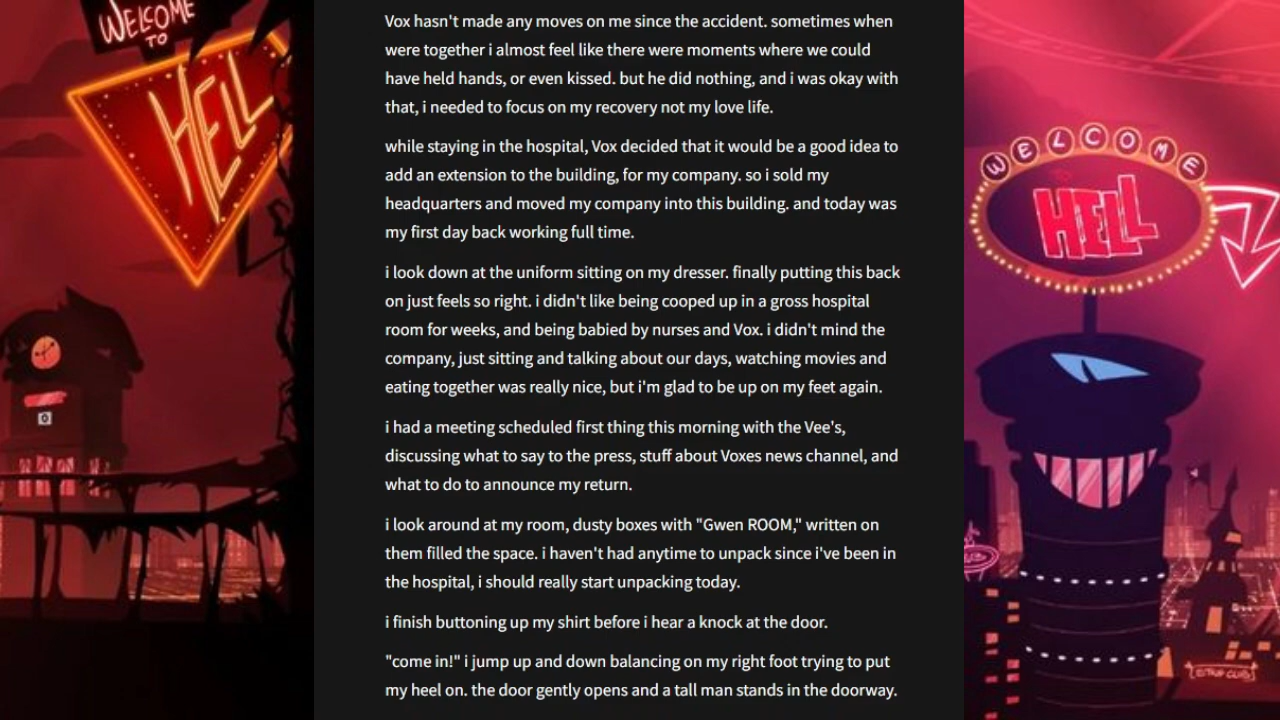 WELCOME
TO
HELL
Vox hasn't made any moves on me since the accident. sometimes when
were together i almost feel like there were moments where we could
have held hands, or even kissed. but he did nothing, and i was okay with
that, i needed to focus on my recovery not my love life.
while staying in the hospital, Vox decided that it would be a good idea to
add an extension to the building, for my company. so i sold my
headquarters and moved my company into this building. and today was
my first day back working full time.
i look down at the uniform sitting on my dresser. finally putting this back
on just feels so right. i didn't like being cooped up in a gross hospital
room for weeks, and being babied by nurses and Vox. i didn't mind the
company, just sitting and talking about our days, watching movies and
eating together was really nice, but i'm glad to be up on my feet again.
i had a meeting scheduled first thing this morning with the Vee's,
discussing what to say to the press, stuff about Voxes news channel, and
what to do to announce my return.
i look around at my room, dusty boxes with "Gwen ROOM," written on
them filled the space. i haven't had anytime to unpack since i've been in
the hospital, i should really start unpacking today.
i finish buttoning up my shirt before i hear a knock at the door.
"come in!" i jump up and down balancing on my right foot trying to put
my heel on. the door gently opens and a tall man stands in the doorway.
WELCOME
HELL